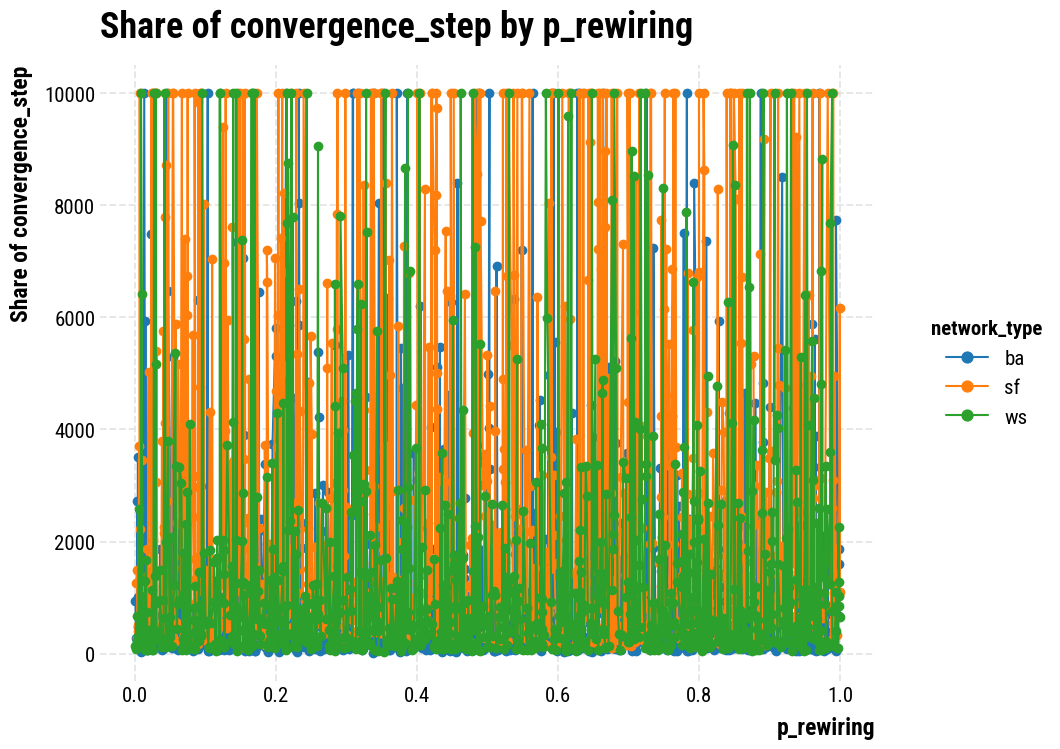 Share of convergence_step by p_rewiring
Share of convergence_step
10000
8000
6000
4000
2000
0
0.0
0.2
0.4
0.6
0.8
1.0
p_rewiring
network_type
ba
sf
ws